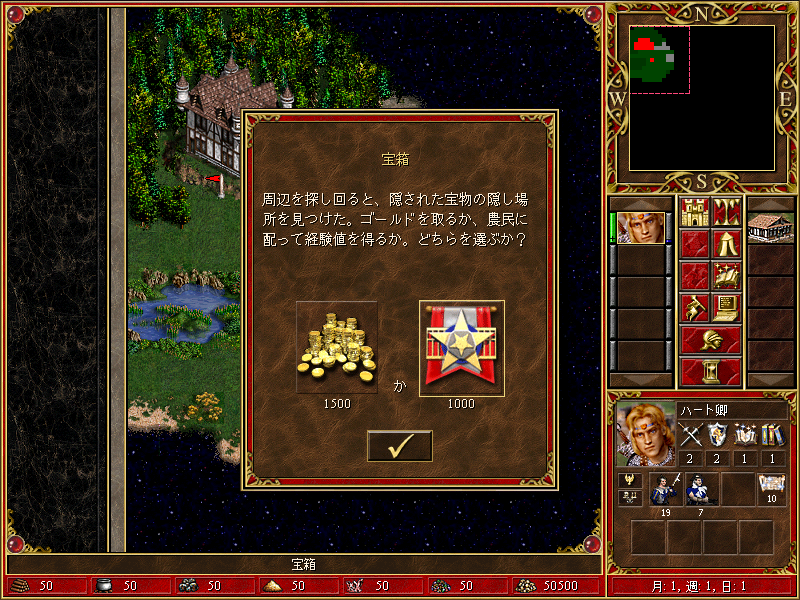 N
W
E
S
宝箱
周辺を探し回ると、隠された宝物の隠し場
所を見つけた。ゴールドを取るか、農民に
配って経験値を得るか。どちらを選ぶか？
か
1500
1000
ハート卿
2 2 1 1
10
19 7
宝箱
50 50 50 50 50 50 50500
月: 1, 週: 1, 日: 1